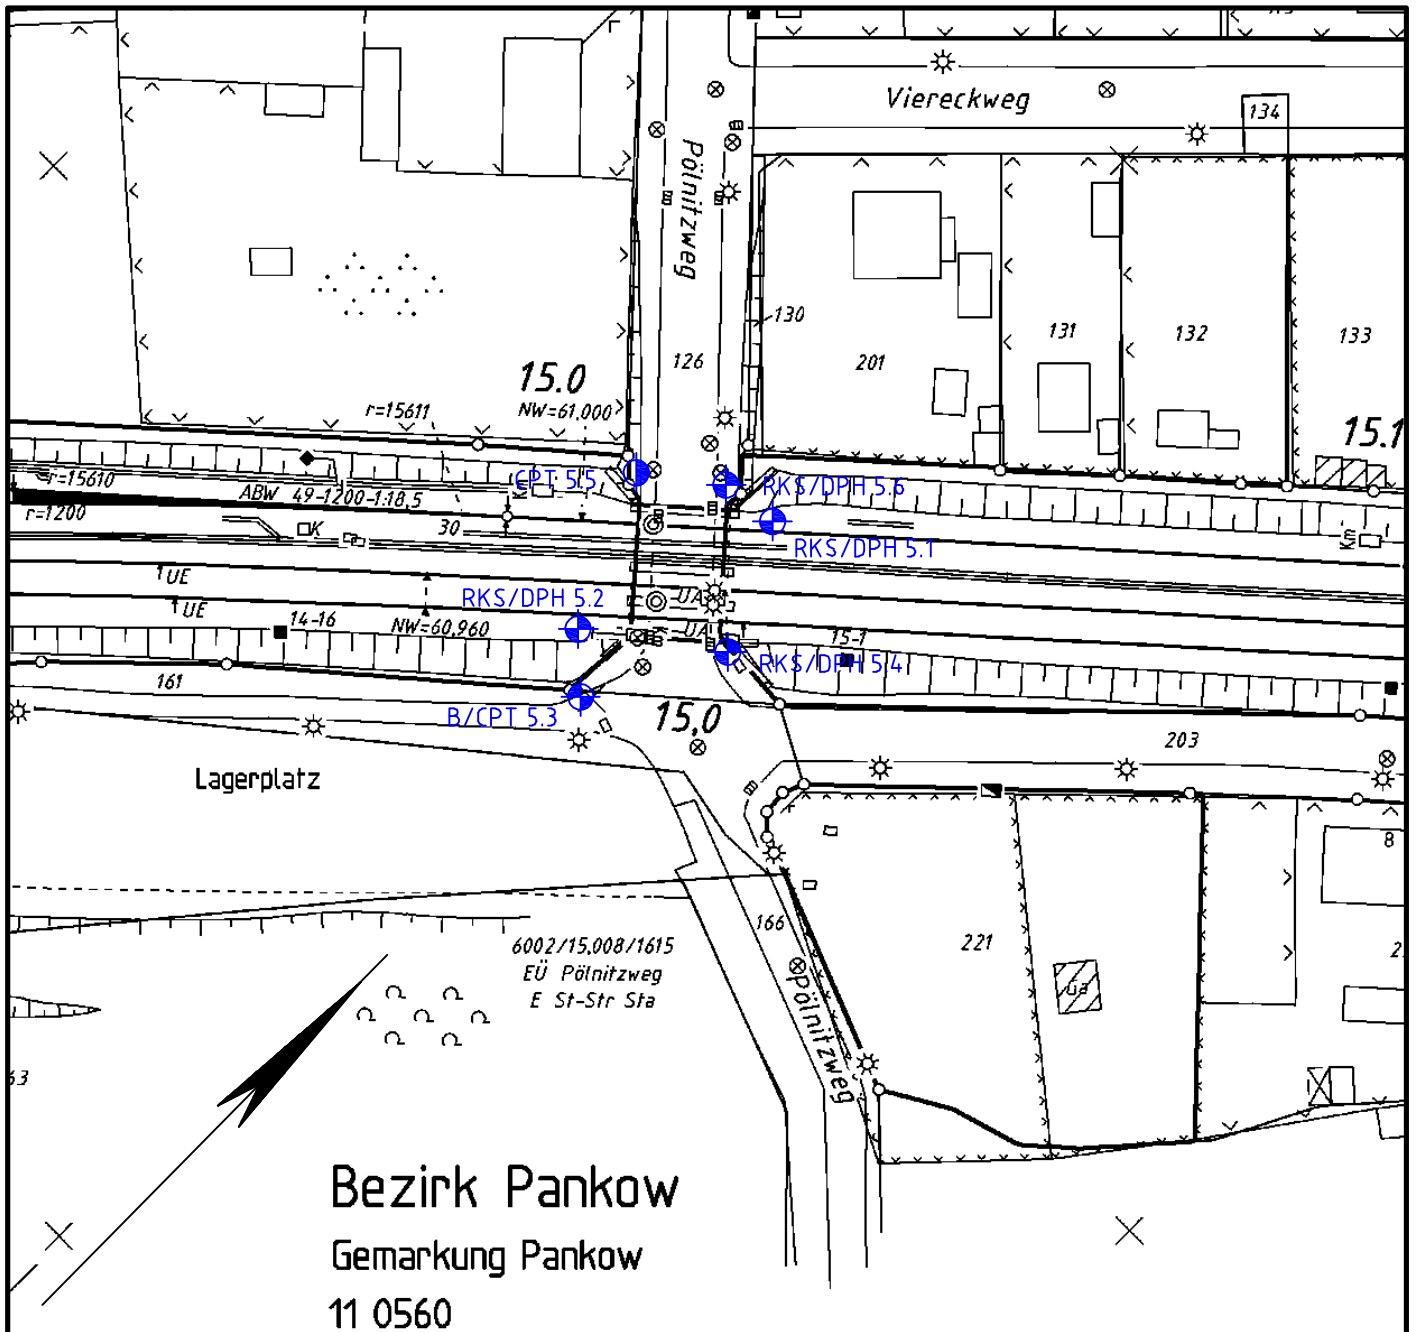 Viereckweg
134
Pölnitzweg
130
126
201
131
132
133
15.0
NW=61,000
r=15611
15.1
CPT 5.5
RKS/DPH 5.6
r=15610
ABW 49-1200-1:18,5
Km
r=1200
K
30
RKS/DPH 5.1
Km
UE
UE
RKS/DPH 5.2
UA
UA
14-16
NW=60,960
15-1
RKS/DPH 5.4
161
B/CPT 5.3
15,0
203
Lagerplatz
8
166
221
6002/15,008/1615
EÜ Pölnitzweg
E St-Str Sta
Pölnitzweg
üa
63
Bezirk Pankow
Gemarkung Pankow
11 0560